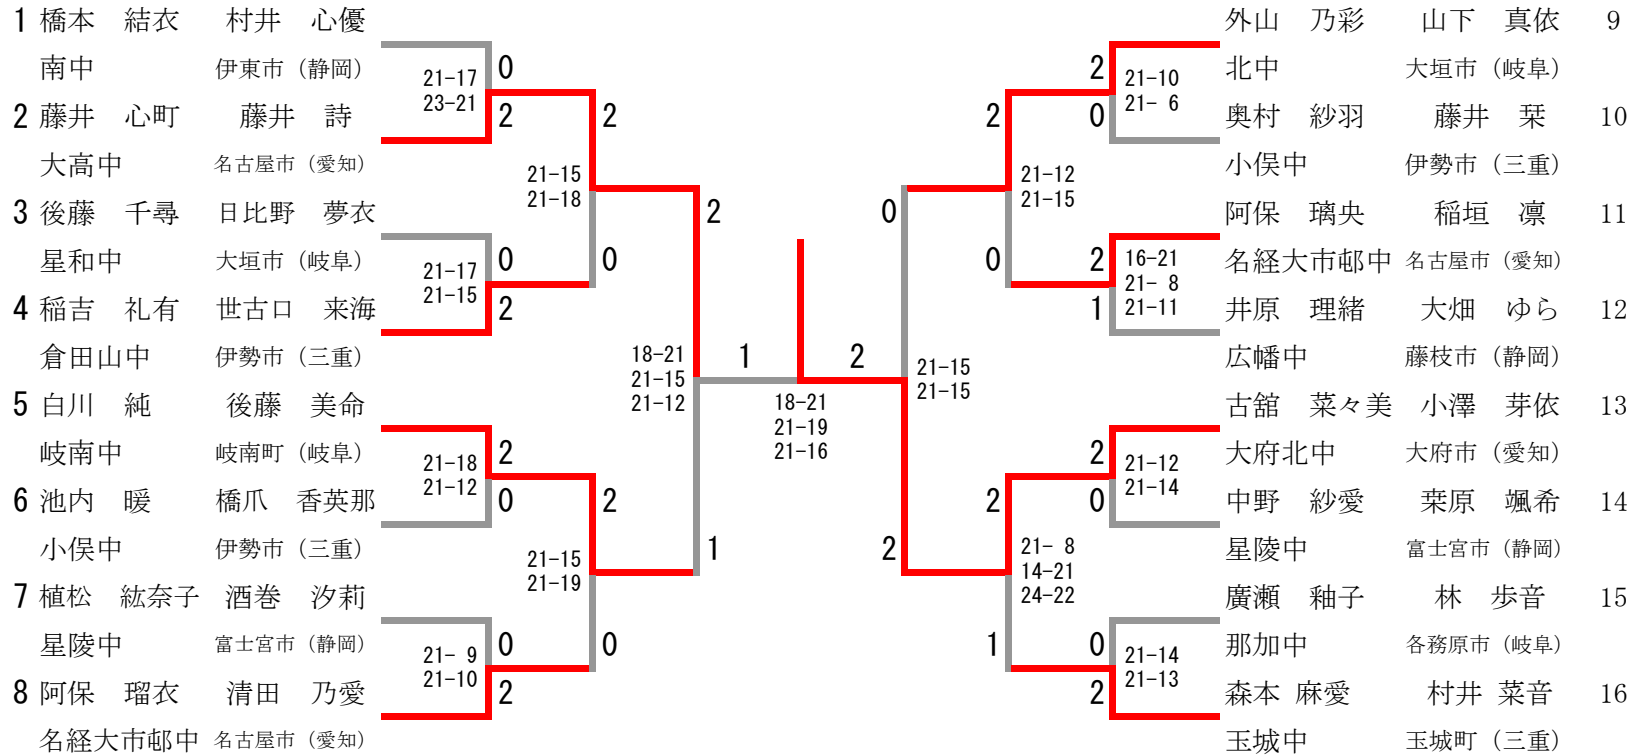 1 橋本 結衣 村井 心優
南中 伊東市（静岡）
2 藤井 心町 藤井 詩
大高中 名古屋市（愛知）
3 後藤 千尋 日比野 夢衣
星和中 大垣市（岐阜）
4 稲吉 礼有 世古口 来海
倉田山中 伊勢市（三重）
5 白川 純 後藤 美命
岐南中 岐南町（岐阜）
6 池内 暖 橋爪 香英那
小俣中 伊勢市（三重）
7 植松 紘奈子 酒巻 汐莉
星陵中 富士宮市（静岡）
8 阿保 瑠衣 清田 乃愛
名経大市邨中 名古屋市（愛知）
0
21-17
23-21
2
0
21-17
21-15
2
2
21-18
21-12
0
0
21- 9
21-10
2
2
21-15
21-18
0
2
21-15
21-19
0
2
18-21
21-15
21-12
1
1
2
18-21
21-19
21-16
0
21-15
21-15
2
2
21-12
21-15
0
2
21- 8
14-21
24-22
1
2
21-10
21- 6
0
2
16-21
21- 8
21-11
1
2
21-12
21-14
0
0
21-14
21-13
2
外山 乃彩 山下 真依 9
北中 大垣市（岐阜）
奥村 紗羽 藤井 栞 10
小俣中 伊勢市（三重）
阿保 璃央 稲垣 凛 11
名経大市邨中 名古屋市（愛知）
井原 理緒 大畑 ゆら 12
広幡中 藤枝市（静岡）
古舘 菜々美 小澤 芽依 13
大府北中 大府市（愛知）
中野 紗愛 栗原 颯希 14
星陵中 富士宮市（静岡）
廣瀬 釉子 林 歩音 15
那加中 各務原市（岐阜）
森本 麻愛 村井 菜音 16
玉城中 玉城町（三重）